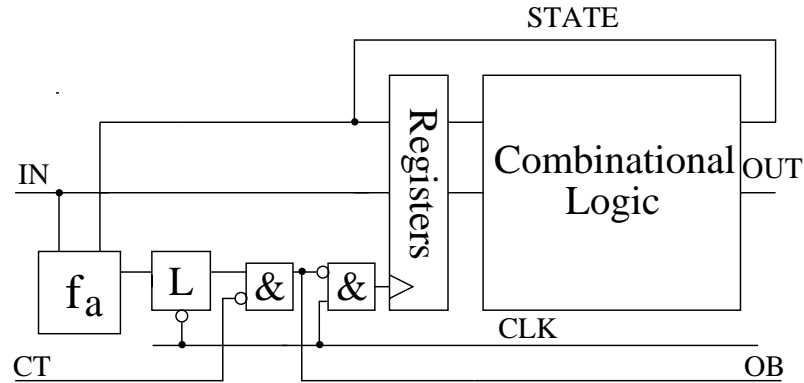 STATE
Registers
Combinational
Logic
IN
OUT
fa
L
&
&
CLK
CT
OB